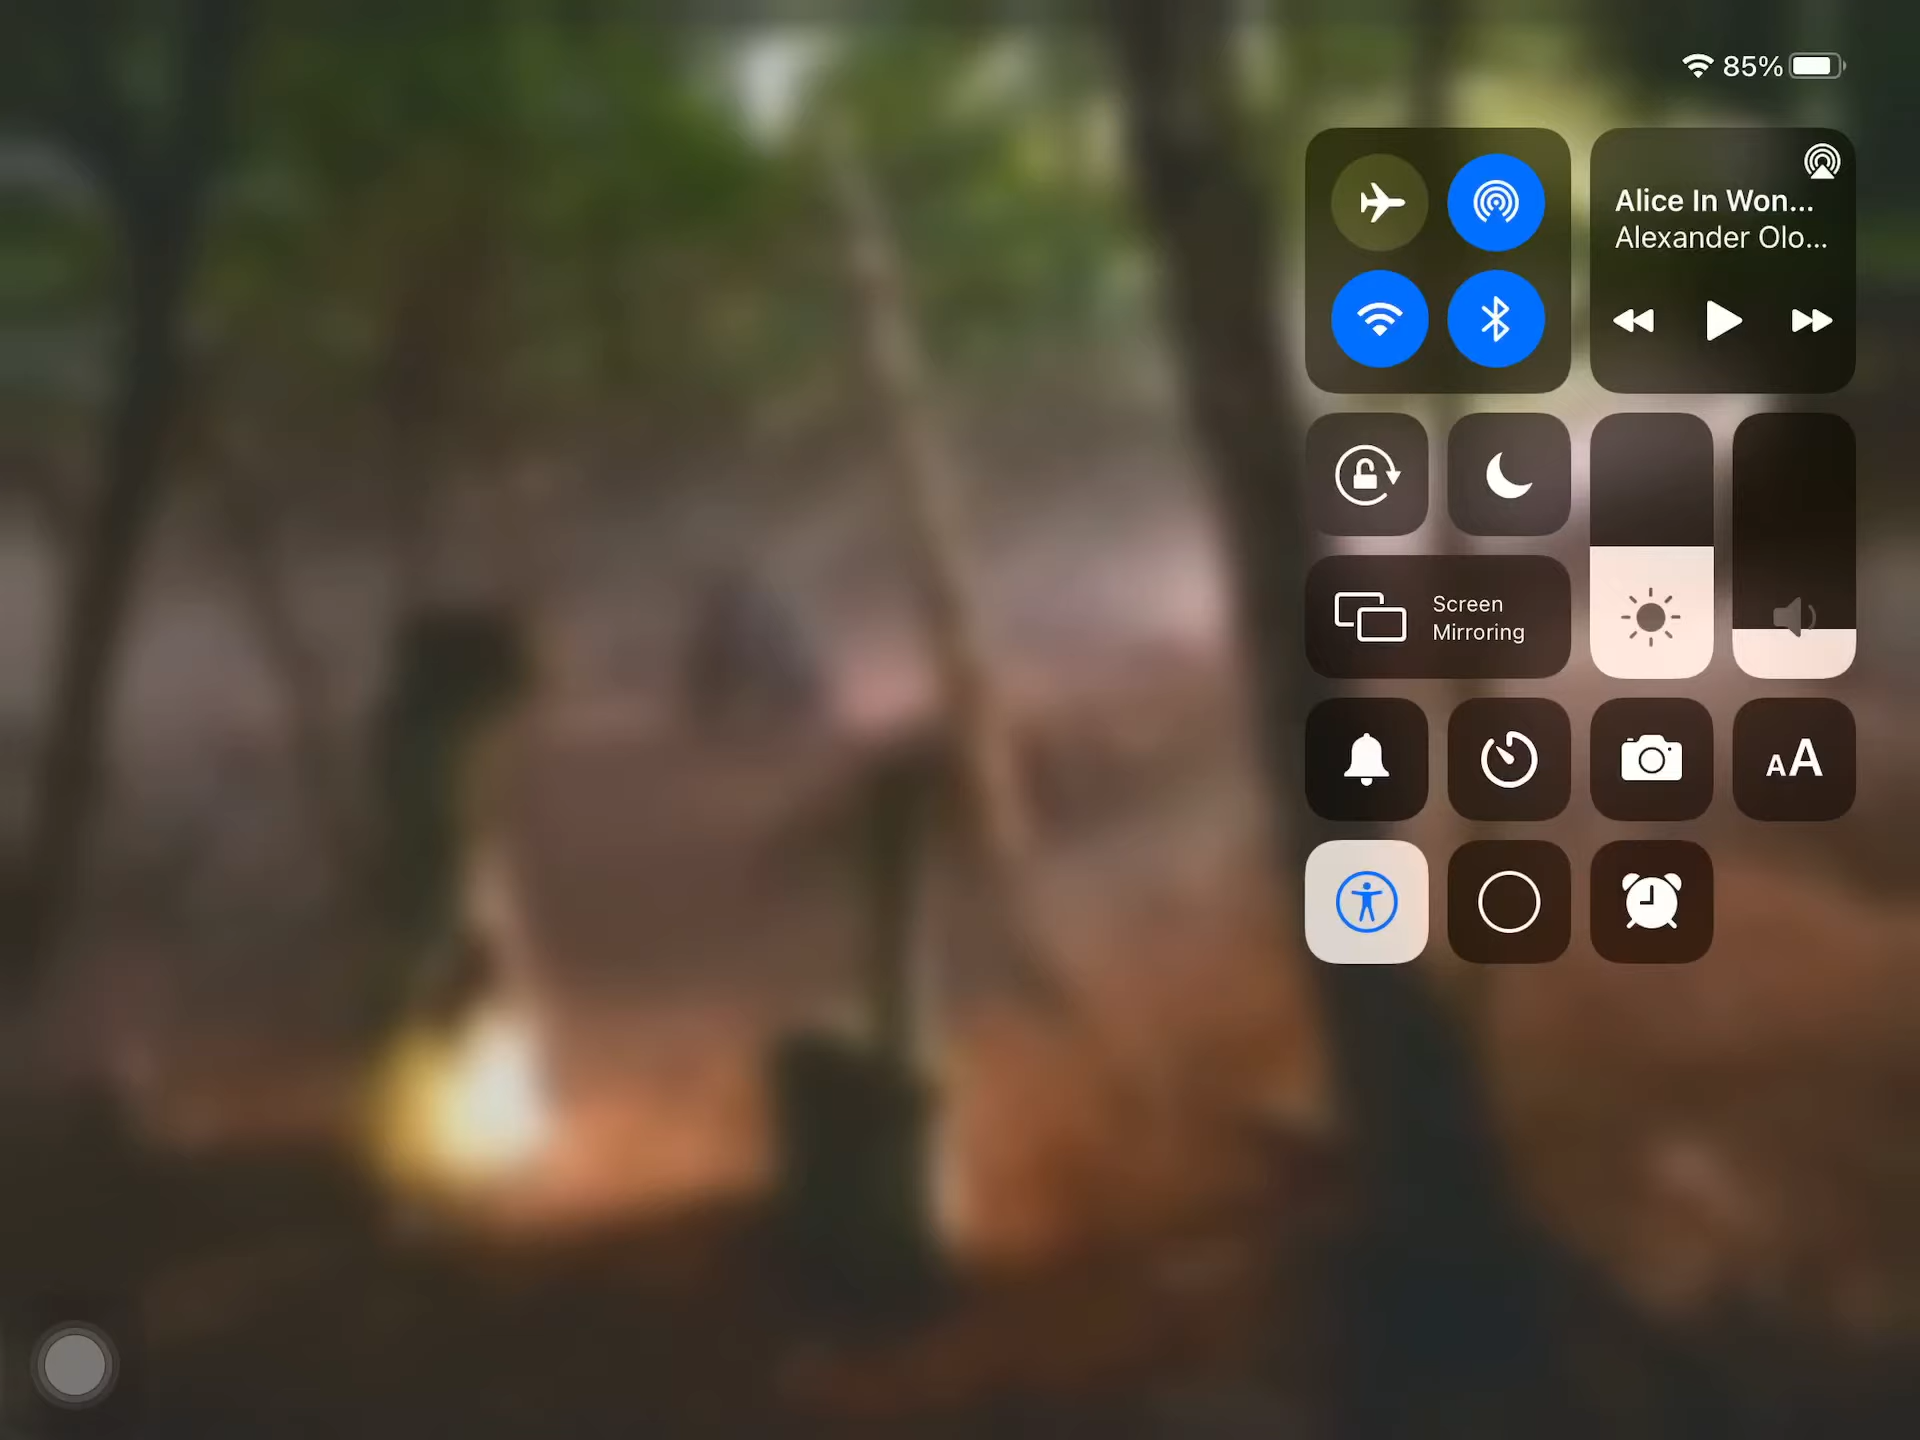 85%
Alice In Won...
Alexander Olo...
Screen
Mirroring
AA